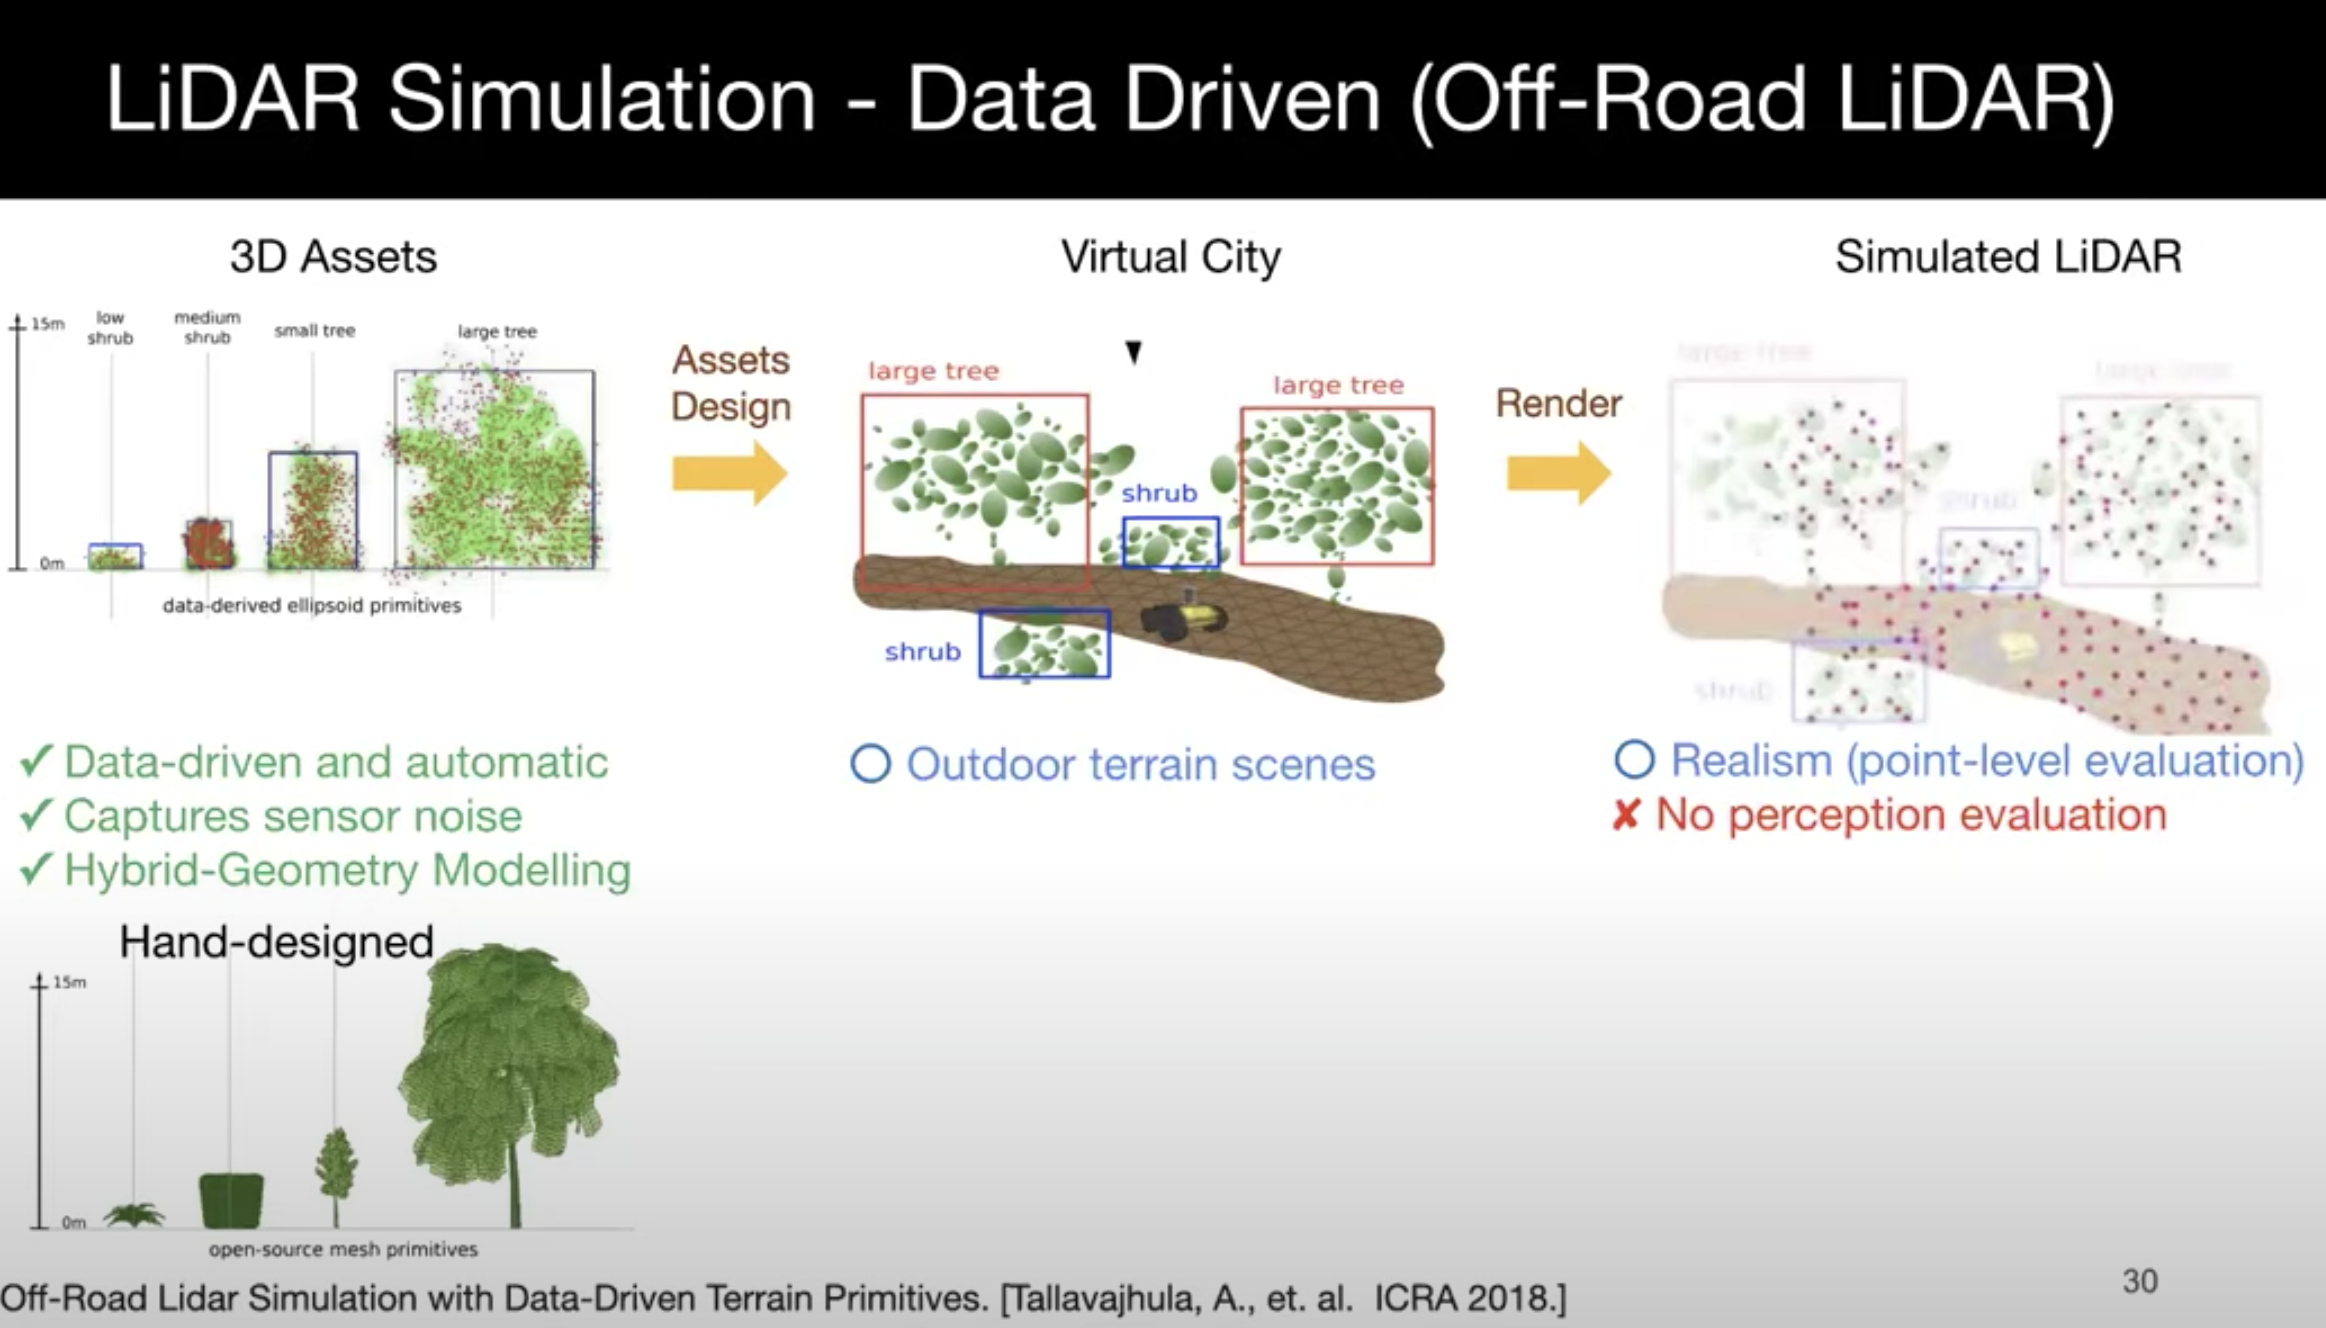 LiDAR Simulation - Data Driven (Off-Road LiDAR)
3D Assets
15m
low
shrub
medium
shrub
small tree
large tree
0m
data-derived ellipsoid primitives
Assets
Design
Virtual City
large tree
large tree
shrub
shrub
Render
Simulated LiDAR
large tree
large tree
shrub
shrub
✓ Data-driven and automatic
✓ Captures sensor noise
✓ Hybrid-Geometry Modelling
Outdoor terrain scenes
Realism (point-level evaluation)
✘ No perception evaluation
Hand-designed
15m
0m
open-source mesh primitives
Off-Road Lidar Simulation with Data-Driven Terrain Primitives. [Tallavajhula, A., et. al. ICRA 2018.]
30